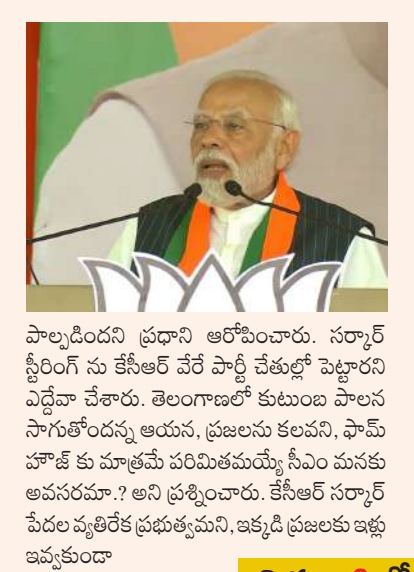 పాల్పడిందని ప్రధాని ఆరోపించారు. సర్కార్
స్టీరింగ్ ను కేసీఆర్ వేరే పార్టీ చేతుల్లో పెట్టారని
ఎద్దేవా చేశారు. తెలంగాణలో కుటుంబ పాలన
సాగుతోందన్న ఆయన, ప్రజలను కలవని, ఫామ్
హౌజ్ కు మాత్రమే పరిమితమయ్యే సీఎం మనకు
అవసరమా.? అని ప్రశ్నించారు. కేసీఆర్ సర్కార్
పేదల వ్యతిరేక ప్రభుత్వమని, ఇక్కడి ప్రజలకు ఇళ్లు
ఇవ్వకుండా